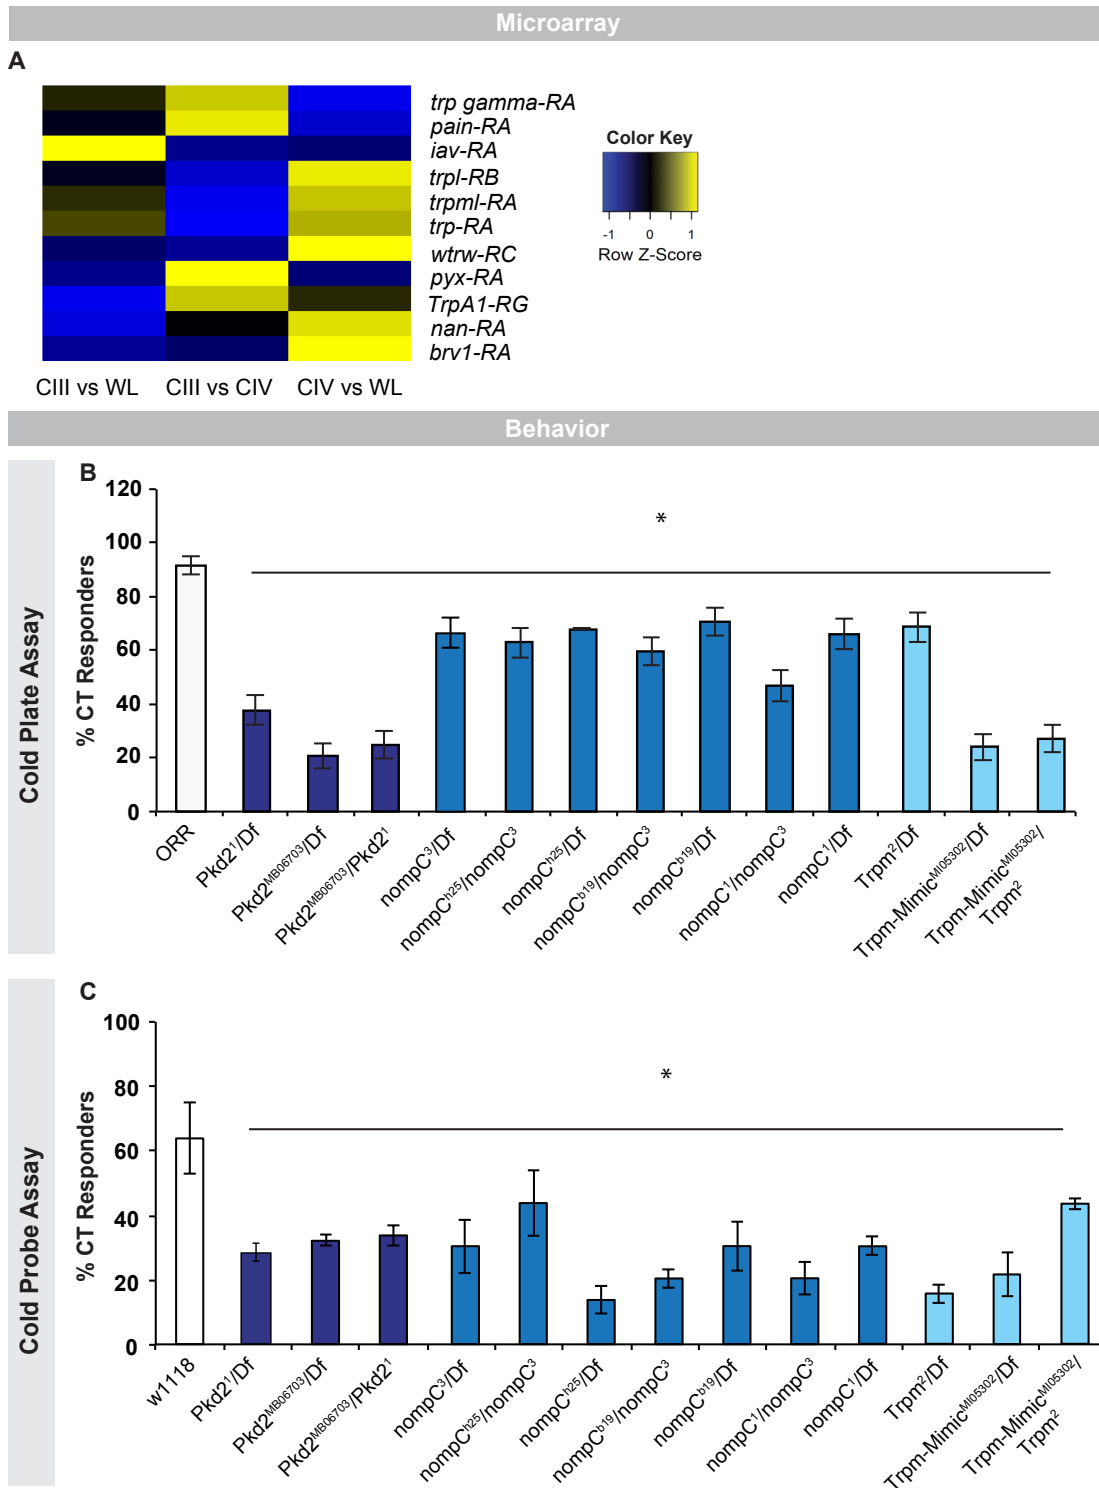 Microarray
A
trp gamma-RA
pain-RA
iav-RA
trpl-RB
trpml-RA
trp-RA
wtrw-RC
pyx-RA
TrpA1-RG
nan-RA
brv1-RA
Color Key
-1 0 1
Row Z-Score
CIII vs WL CIII vs CIV CIV vs WL
Behavior
Cold Plate Assay
B
% CT Responders
120
100
80
60
40
20
0
ORR
Pkd2¹/Df
Pkd2ᴹᴮ⁰⁶⁷⁰³/Df
Pkd2ᴹᴮ⁰⁶⁷⁰³/Pkd2¹
nompC³/Df
nompCʰ²⁵/nompC³
nompCʰ²⁵/Df
nompCᵇ¹⁹/nompC³
nompCᵇ¹⁹/Df
nompC¹/nompC³
nompC¹/Df
Trpm²/Df
Trpm-Mimicᴹᴵ⁰⁵³⁰²/Df
Trpm-Mimicᴹᴵ⁰⁵³⁰²/
Trpm²
*
Cold Probe Assay
C
% CT Responders
100
80
60
40
20
0
w1118
Pkd2¹/Df
Pkd2ᴹᴮ⁰⁶⁷⁰³/Df
Pkd2ᴹᴮ⁰⁶⁷⁰³/Pkd2¹
nompC³/Df
nompCʰ²⁵/nompC³
nompCʰ²⁵/Df
nompCᵇ¹⁹/nompC³
nompCᵇ¹⁹/Df
nompC¹/nompC³
nompC¹/Df
Trpm²/Df
Trpm-Mimicᴹᴵ⁰⁵³⁰²/Df
Trpm-Mimicᴹᴵ⁰⁵³⁰²/
Trpm²
*